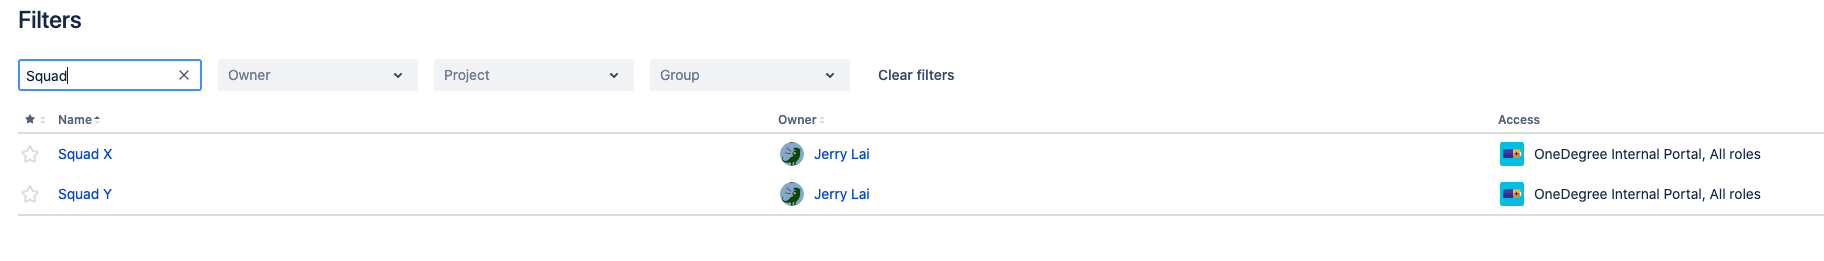 Filters
Squad Owner Project Group Clear filters
Name Owner Access
Squad X Jerry Lai OneDegree Internal Portal, All roles
Squad Y Jerry Lai OneDegree Internal Portal, All roles